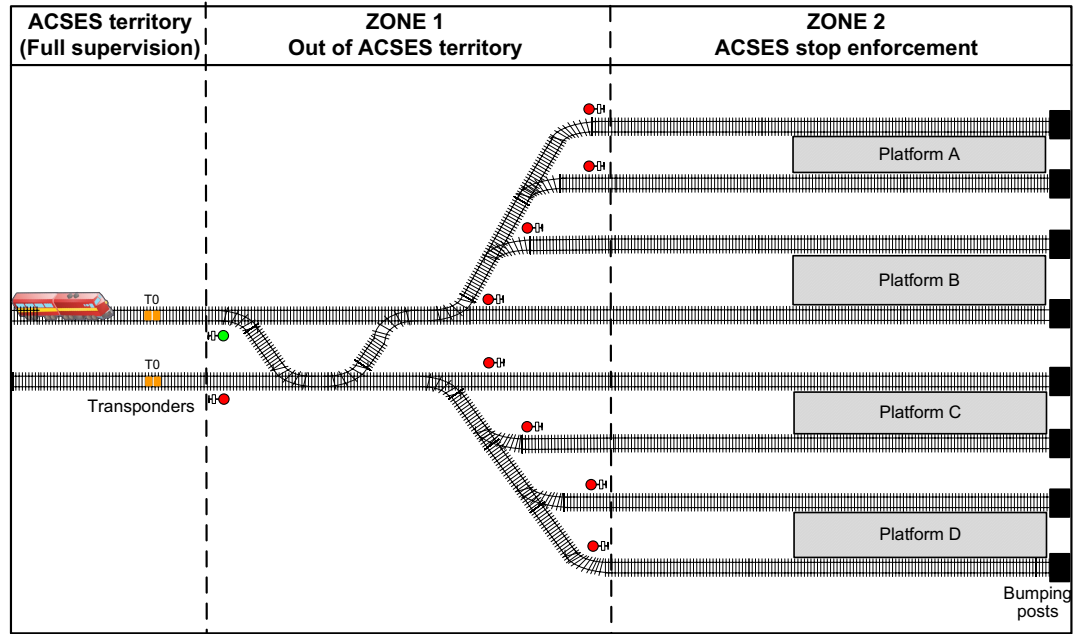 ACSES territory
(Full supervision)
ZONE 1
Out of ACSES territory
ZONE 2
ACSES stop enforcement
Platform A
Platform B
T0
T0
Transponders
Platform C
Platform D
Bumping
posts